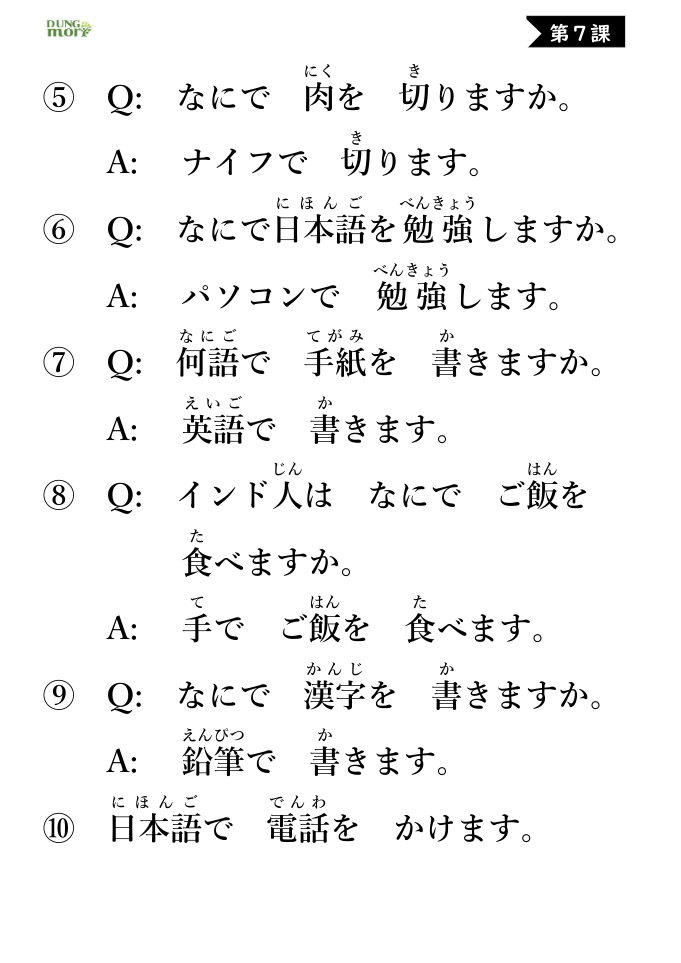 DUNG
mori
第7課
⑤ Q: なにで 肉を 切りますか。
にく き
A: ナイフで 切ります。
き
⑥ Q: なにで日本語を勉強しますか。
にほんご べんきょう
A: パソコンで 勉強します。
べんきょう
⑦ Q: 何語で 手紙を 書きますか。
なにご てがみ か
A: 英語で 書きます。
えいご か
⑧ Q: インド人は なにで ご飯を
じん はん
食べますか。
た
A: 手で ご飯を 食べます。
て はん た
⑨ Q: なにで 漢字を 書きますか。
かんじ か
A: 鉛筆で 書きます。
えんぴつ か
⑩ 日本語で 電話を かけます。
にほんご でんわ